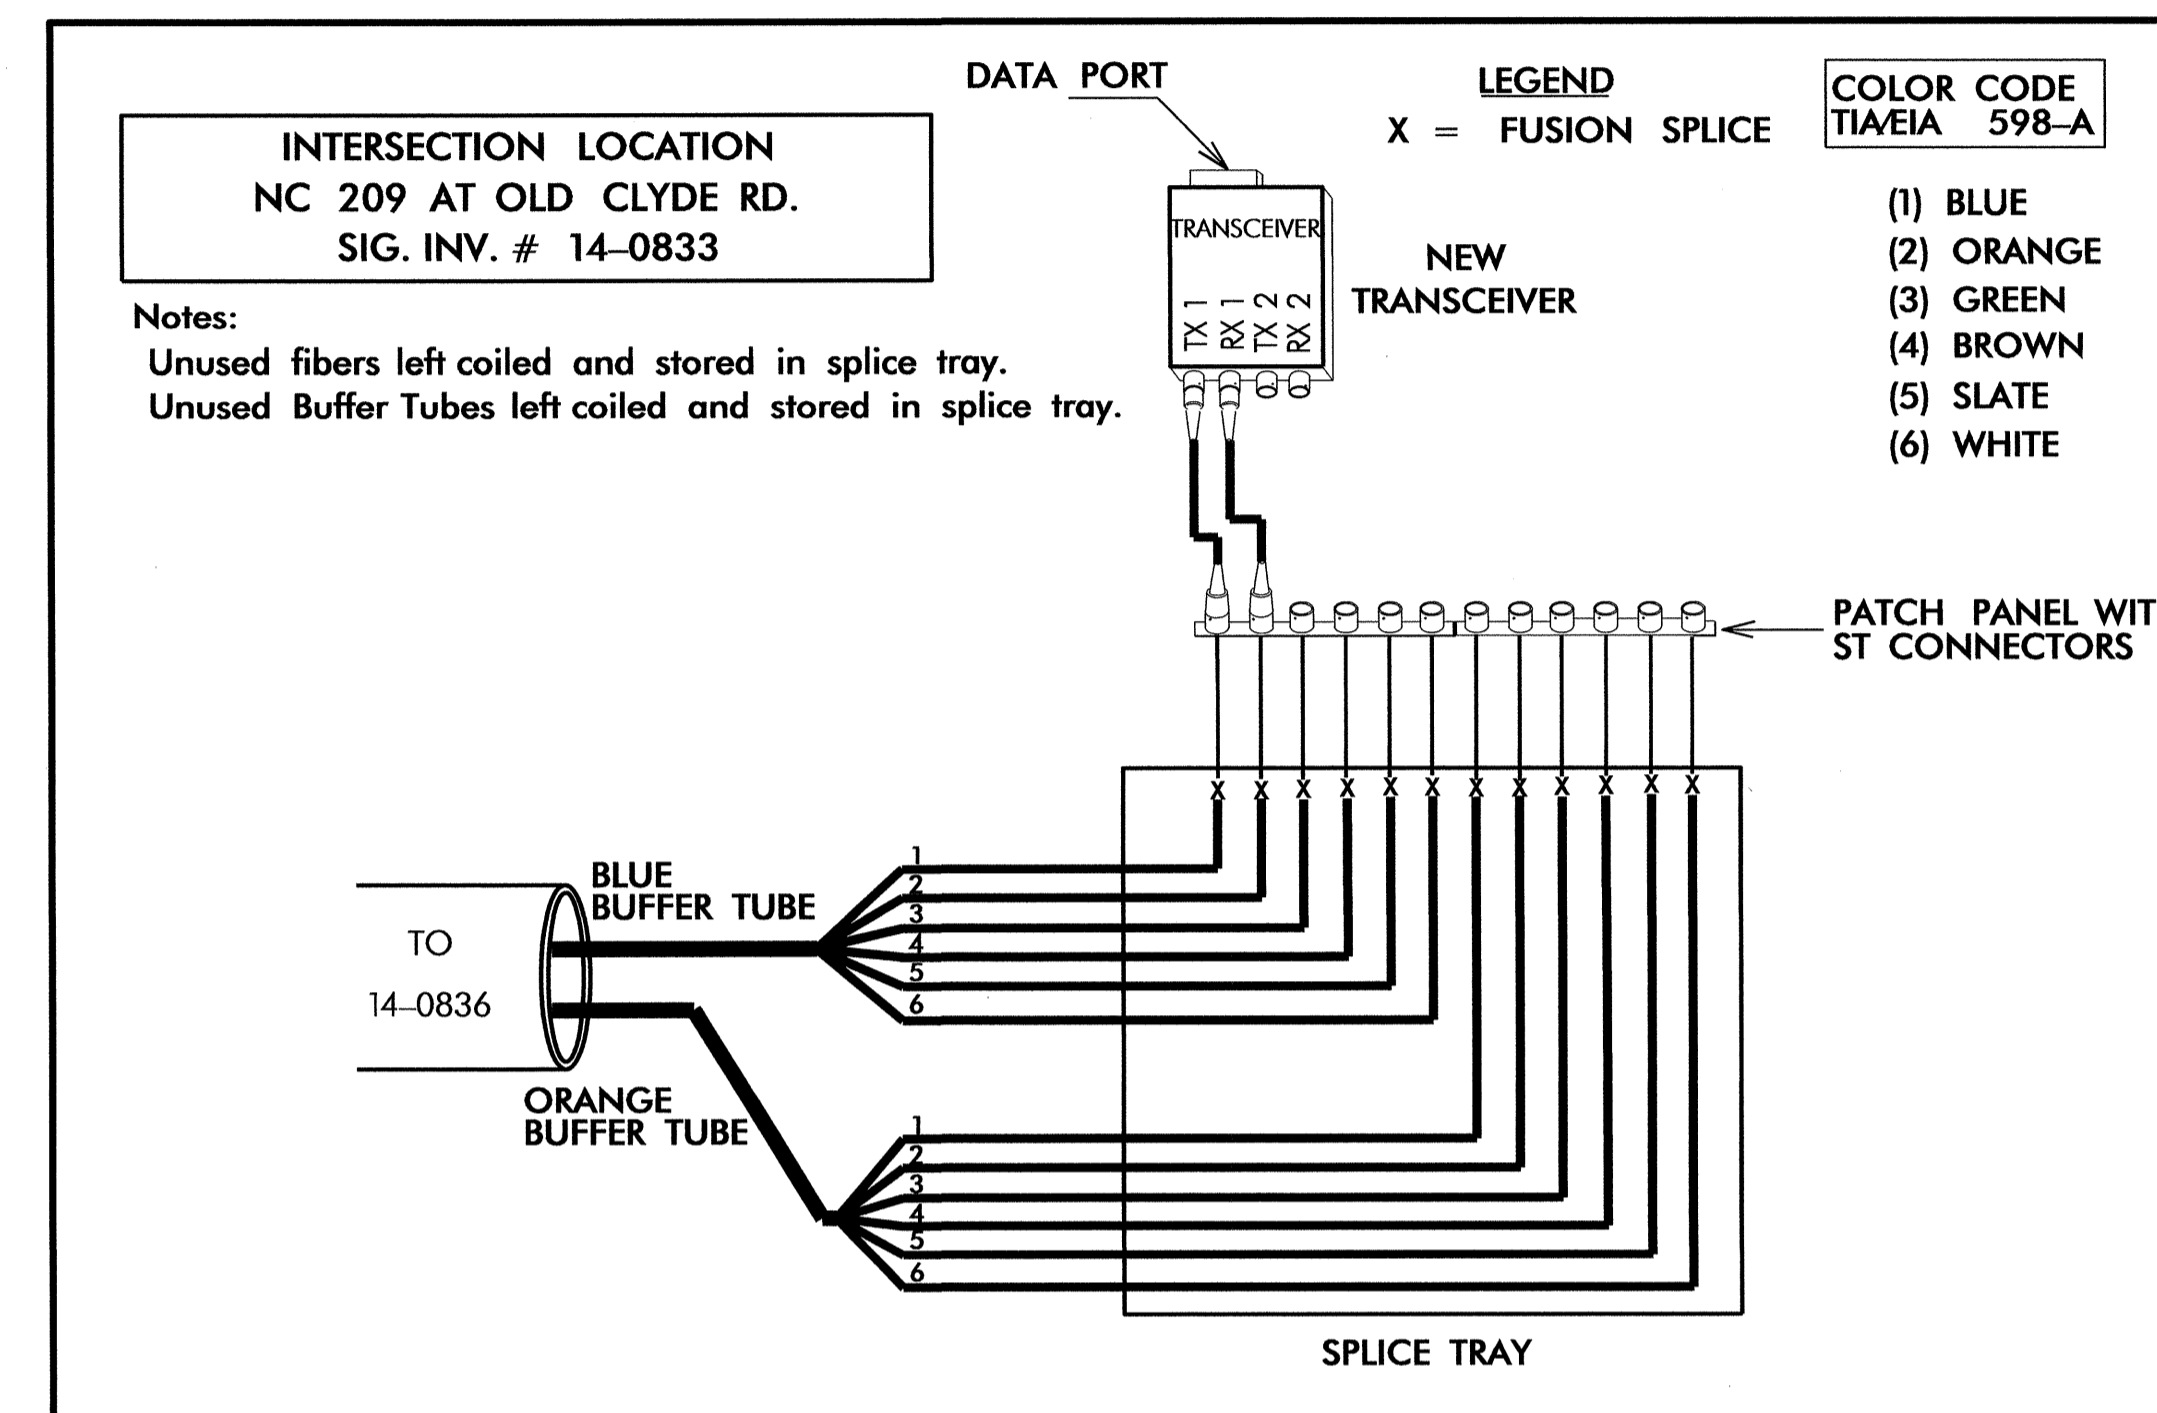 DATA PORT
LEGEND
X = FUSION SPLICE
COLOR CODE
TIA/EIA 598–A
INTERSECTION LOCATION
NC 209 AT OLD CLYDE RD.
SIG. INV. # 14–0833
Notes:
Unused fibers left coiled and stored in splice tray.
Unused Buffer Tubes left coiled and stored in splice tray.
TRANSCEIVER
TX 1
RX 1
TX 2
RX 2
NEW
TRANSCEIVER
(1) BLUE
(2) ORANGE
(3) GREEN
(4) BROWN
(5) SLATE
(6) WHITE
PATCH PANEL WIT
ST CONNECTORS
X X X X X X X X X X X X
BLUE
BUFFER TUBE
1
2
3
4
5
6
TO
14–0836
ORANGE
BUFFER TUBE
1
2
3
4
5
6
SPLICE TRAY